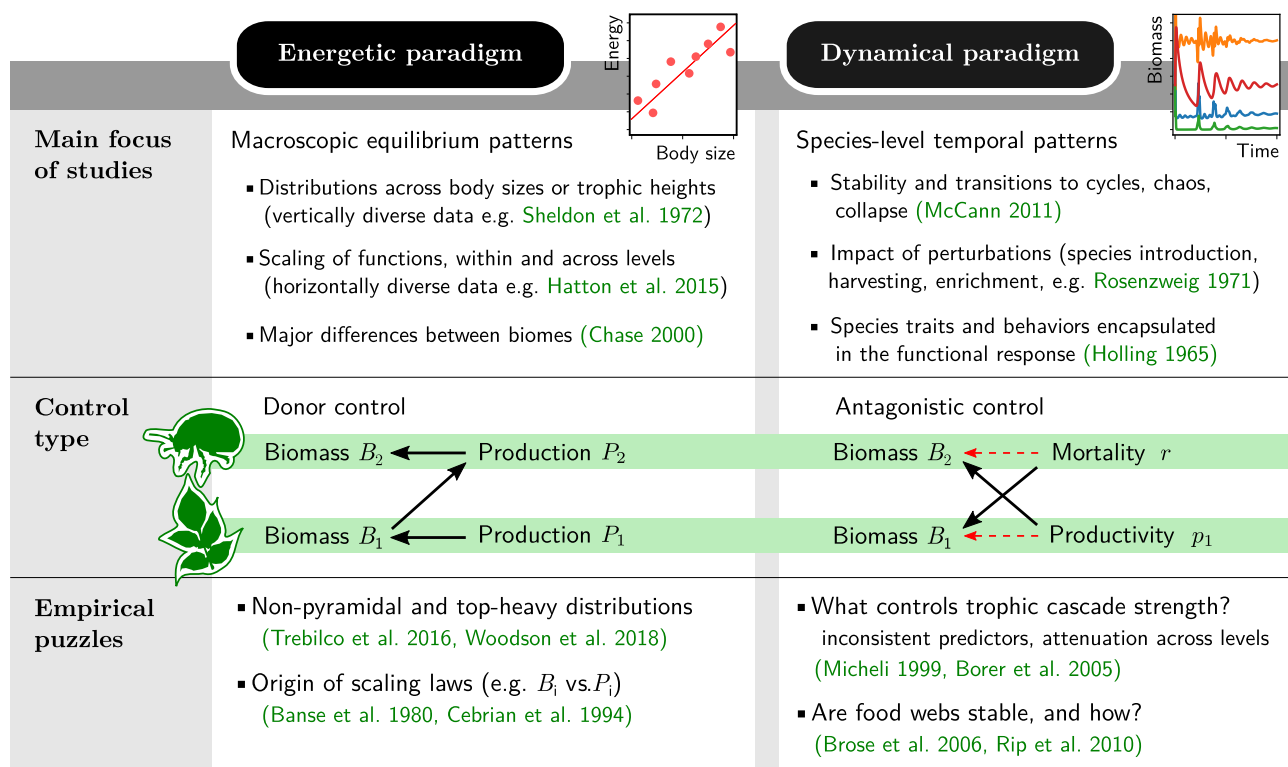 Energetic paradigm
Energy
Body size
Dynamical paradigm
Biomass
Time
Main focus
of studies
Macroscopic equilibrium patterns
▪ Distributions across body sizes or trophic heights
(vertically diverse data e.g. Sheldon et al. 1972)
▪ Scaling of functions, within and across levels
(horizontally diverse data e.g. Hatton et al. 2015)
▪ Major differences between biomes (Chase 2000)
Species-level temporal patterns
▪ Stability and transitions to cycles, chaos,
collapse (McCann 2011)
▪ Impact of perturbations (species introduction,
harvesting, enrichment, e.g. Rosenzweig 1971)
▪ Species traits and behaviors encapsulated
in the functional response (Holling 1965)
Control
type
Donor control
Biomass B₂
Production P₂
Biomass B₁
Production P₁
Antagonistic control
Biomass B₂
Mortality r
Biomass B₁
Productivity p₁
Empirical
puzzles
▪ Non-pyramidal and top-heavy distributions
(Trebilco et al. 2016, Woodson et al. 2018)
▪ Origin of scaling laws (e.g. Bᵢ vs.Pᵢ)
(Banse et al. 1980, Cebrian et al. 1994)
▪ What controls trophic cascade strength?
inconsistent predictors, attenuation across levels
(Micheli 1999, Borer et al. 2005)
▪ Are food webs stable, and how?
(Brose et al. 2006, Rip et al. 2010)